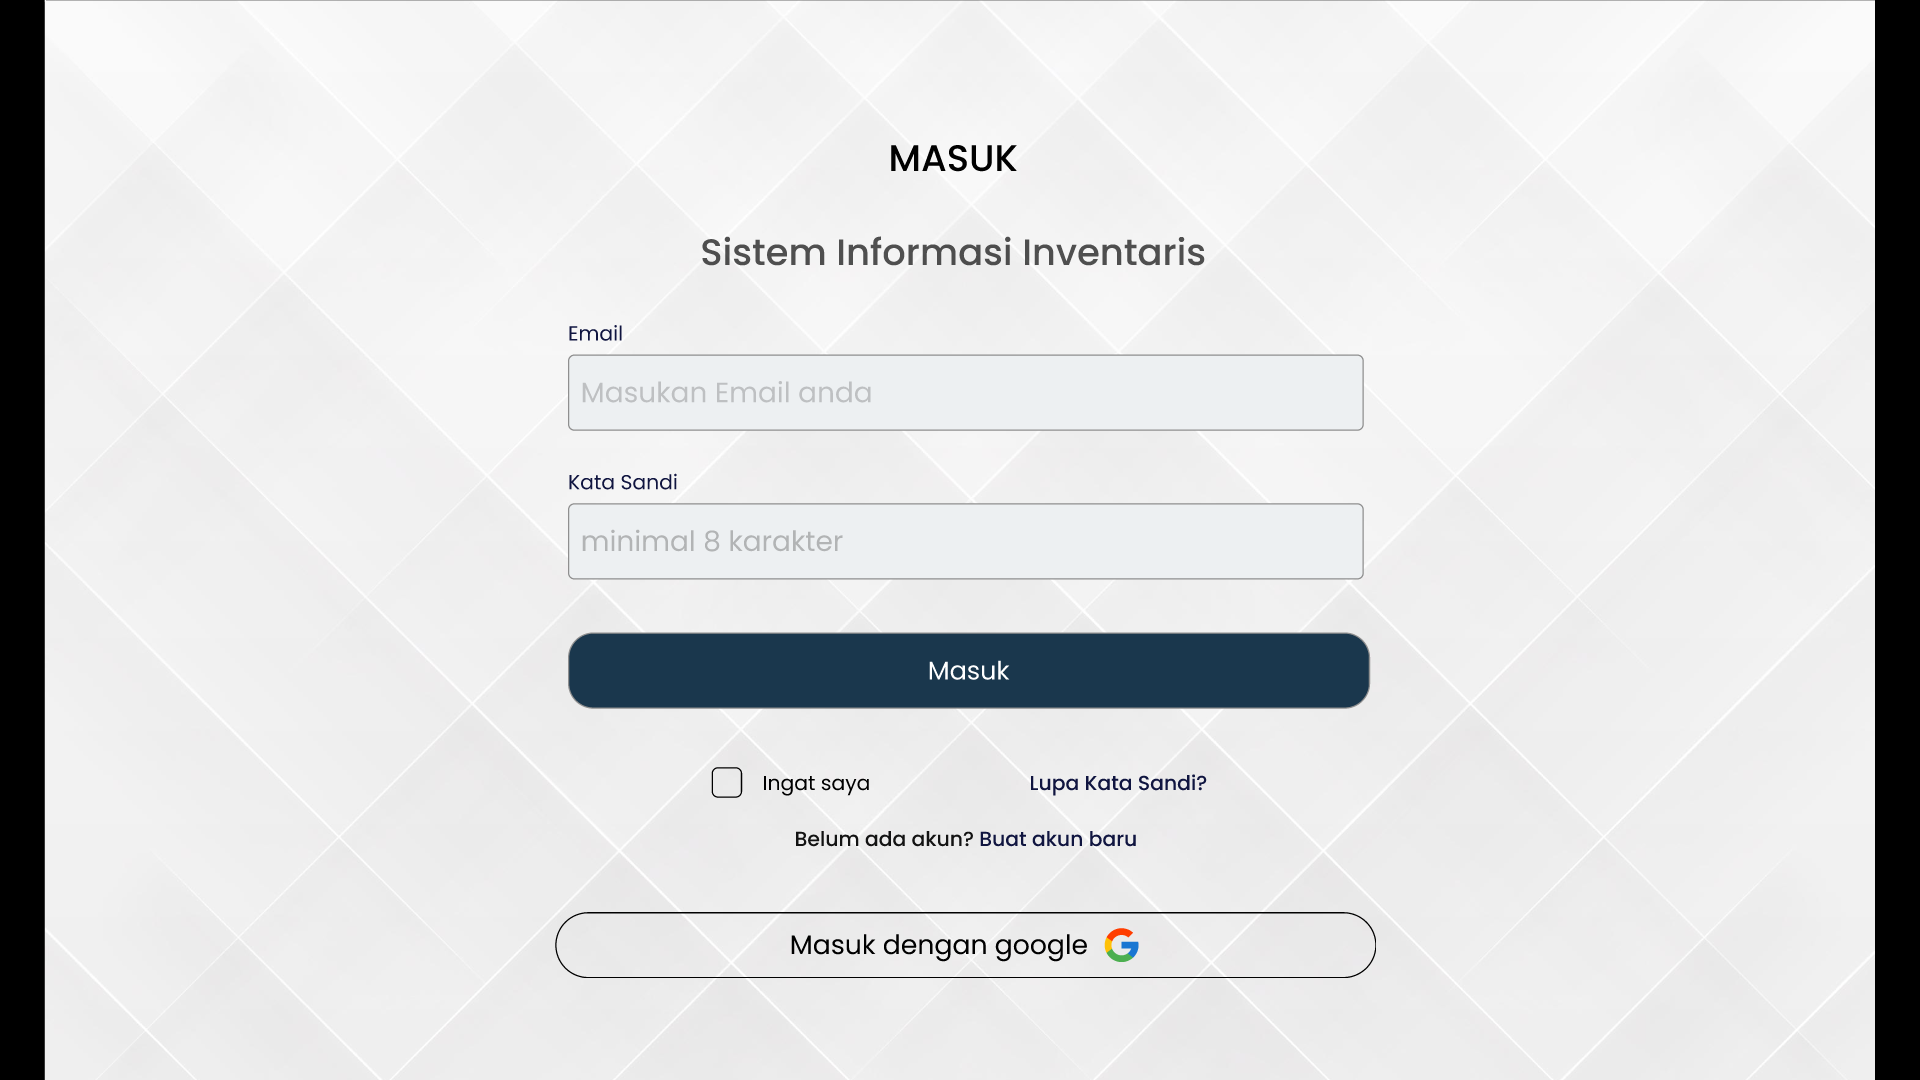 MASUK
Sistem Informasi Inventaris
Email
Masukan Email anda
Kata Sandi
minimal 8 karakter
Masuk
Ingat saya
Lupa Kata Sandi?
Belum ada akun? Buat akun baru
Masuk dengan google